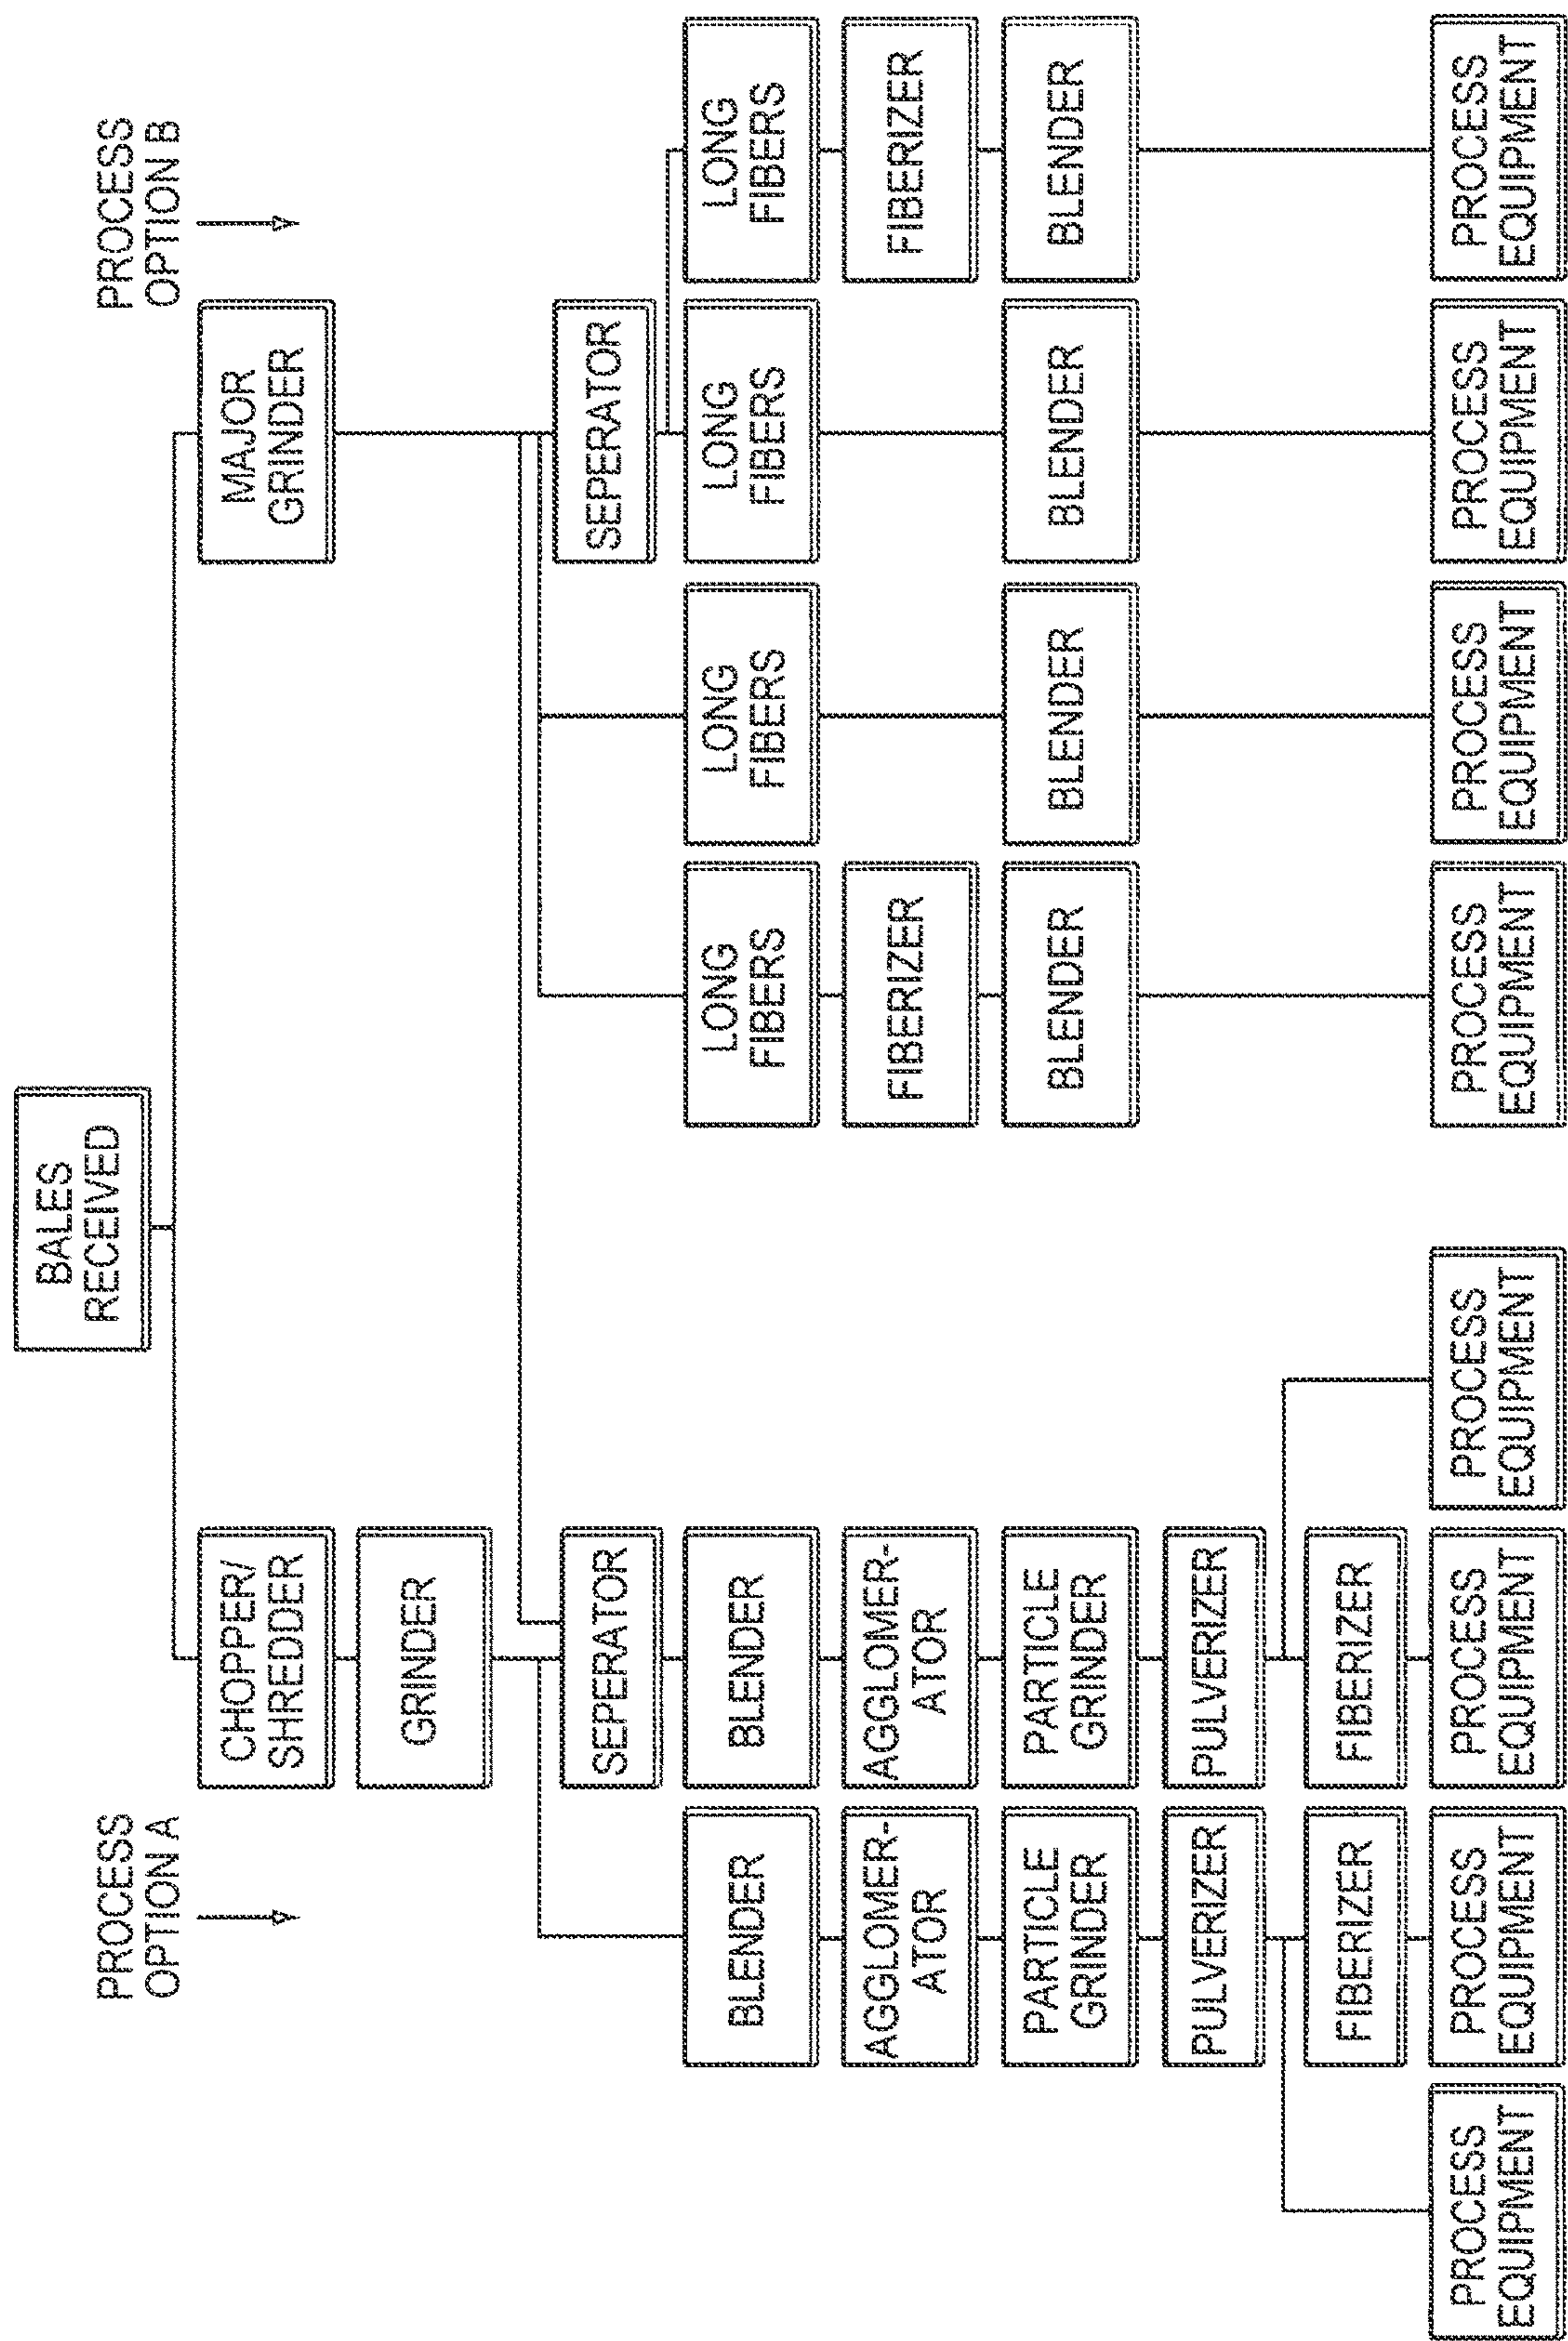 BALES
RECEIVED
PROCESS
OPTION A
PROCESS
OPTION B
CHOPPER/
SHREDDER
MAJOR
GRINDER
GRINDER
SEPERATOR
SEPERATOR
BLENDER
BLENDER
LONG
FIBERS
LONG
FIBERS
LONG
FIBERS
LONG
FIBERS
AGGLOMER-
ATOR
AGGLOMER-
ATOR
FIBERIZER
FIBERIZER
PARTICLE
GRINDER
PARTICLE
GRINDER
BLENDER
BLENDER
BLENDER
BLENDER
PULVERIZER
PULVERIZER
FIBERIZER
FIBERIZER
PROCESS
EQUIPMENT
PROCESS
EQUIPMENT
PROCESS
EQUIPMENT
PROCESS
EQUIPMENT
PROCESS
EQUIPMENT
PROCESS
EQUIPMENT
PROCESS
EQUIPMENT
PROCESS
EQUIPMENT